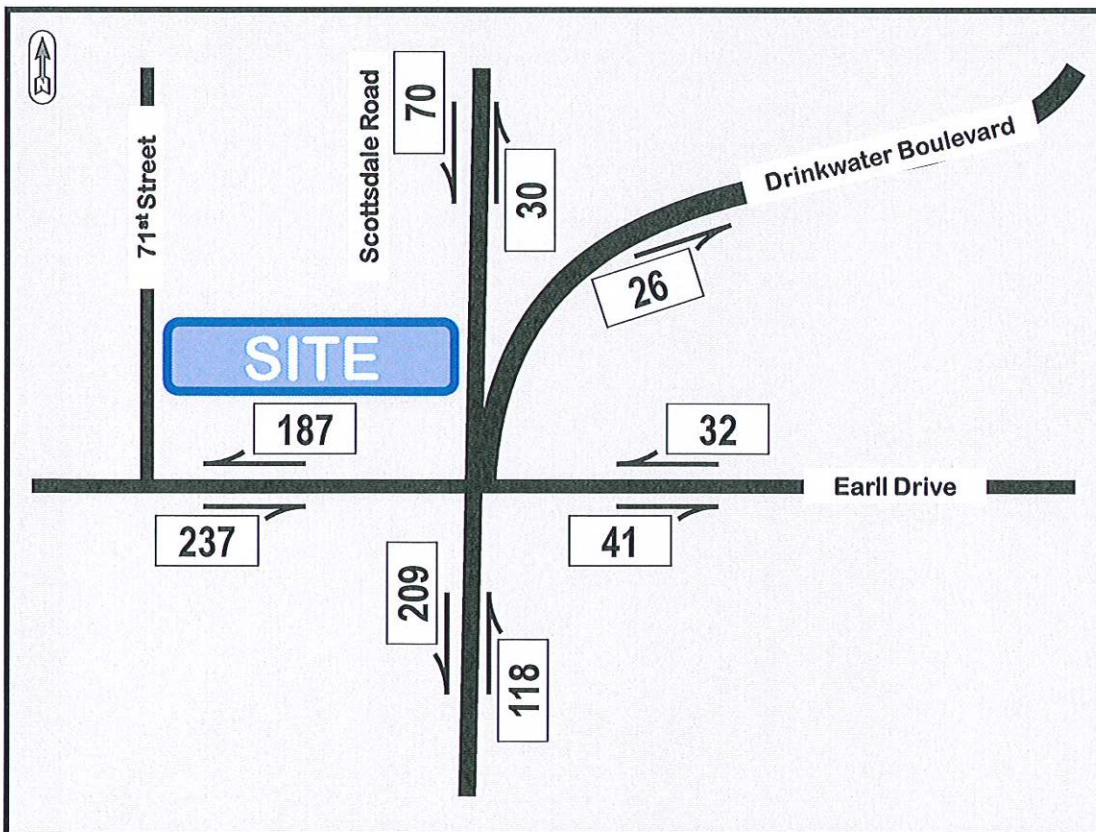 71st Street
Scottsdale Road
70
30
Drinkwater Boulevard
26
SITE
187
32
Earll Drive
237
41
209
118